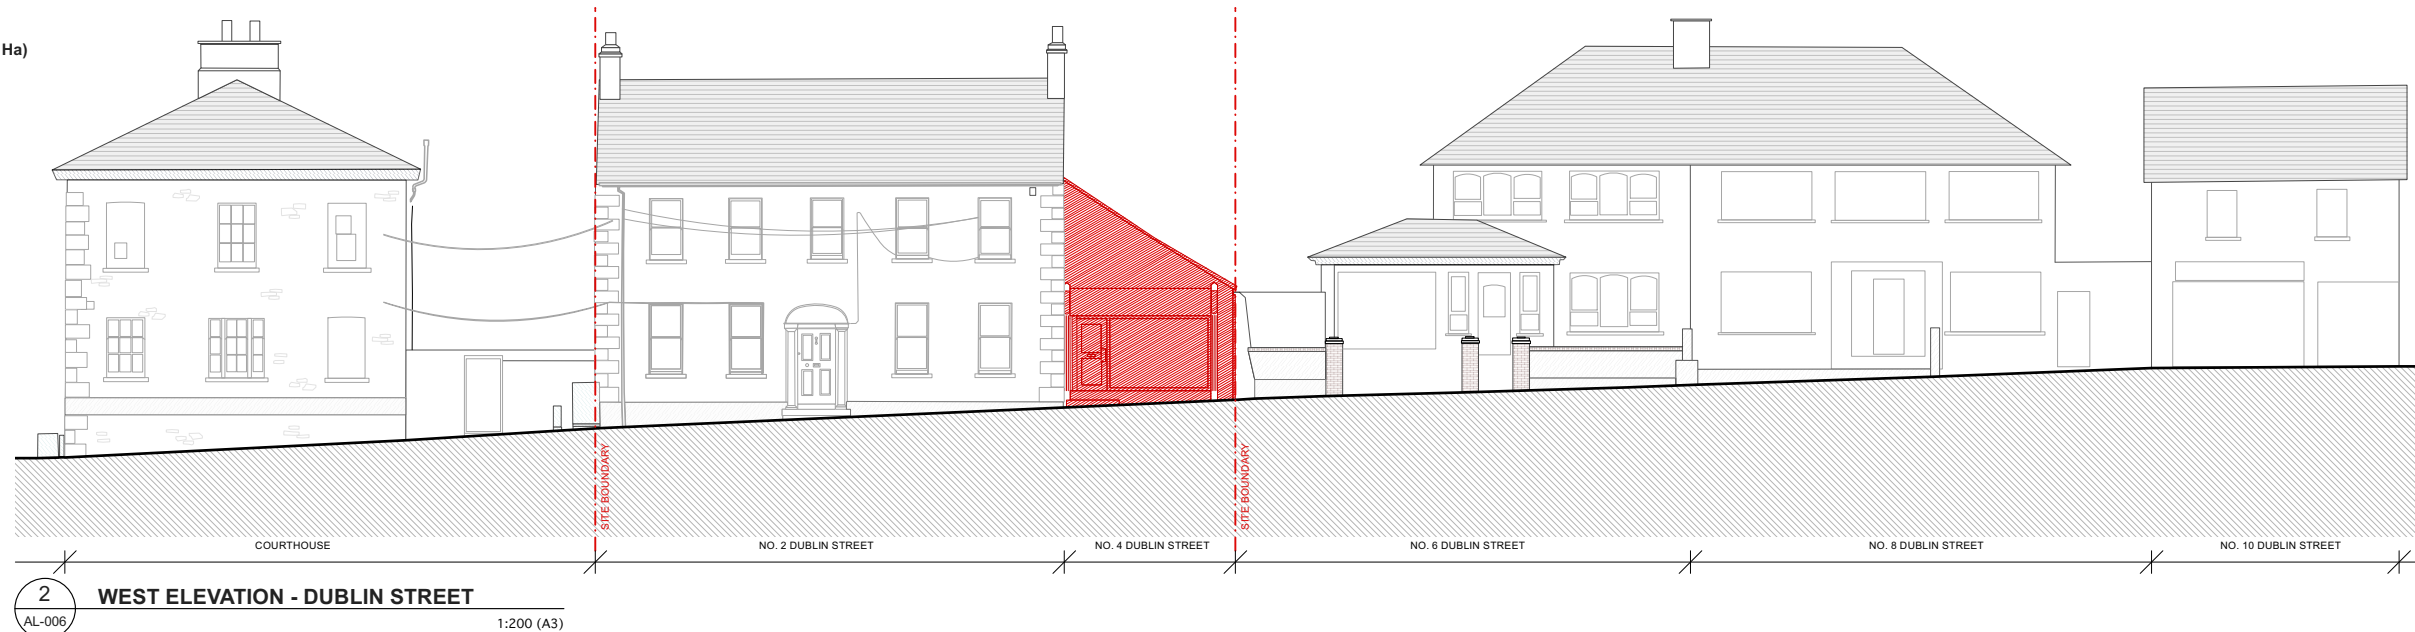 Ha)
SITE BOUNDARY
SITE BOUNDARY
COURTHOUSE
NO. 2 DUBLIN STREET
NO. 4 DUBLIN STREET
NO. 6 DUBLIN STREET
NO. 8 DUBLIN STREET
NO. 10 DUBLIN STREET
2
AL-006
WEST ELEVATION - DUBLIN STREET
1:200 (A3)